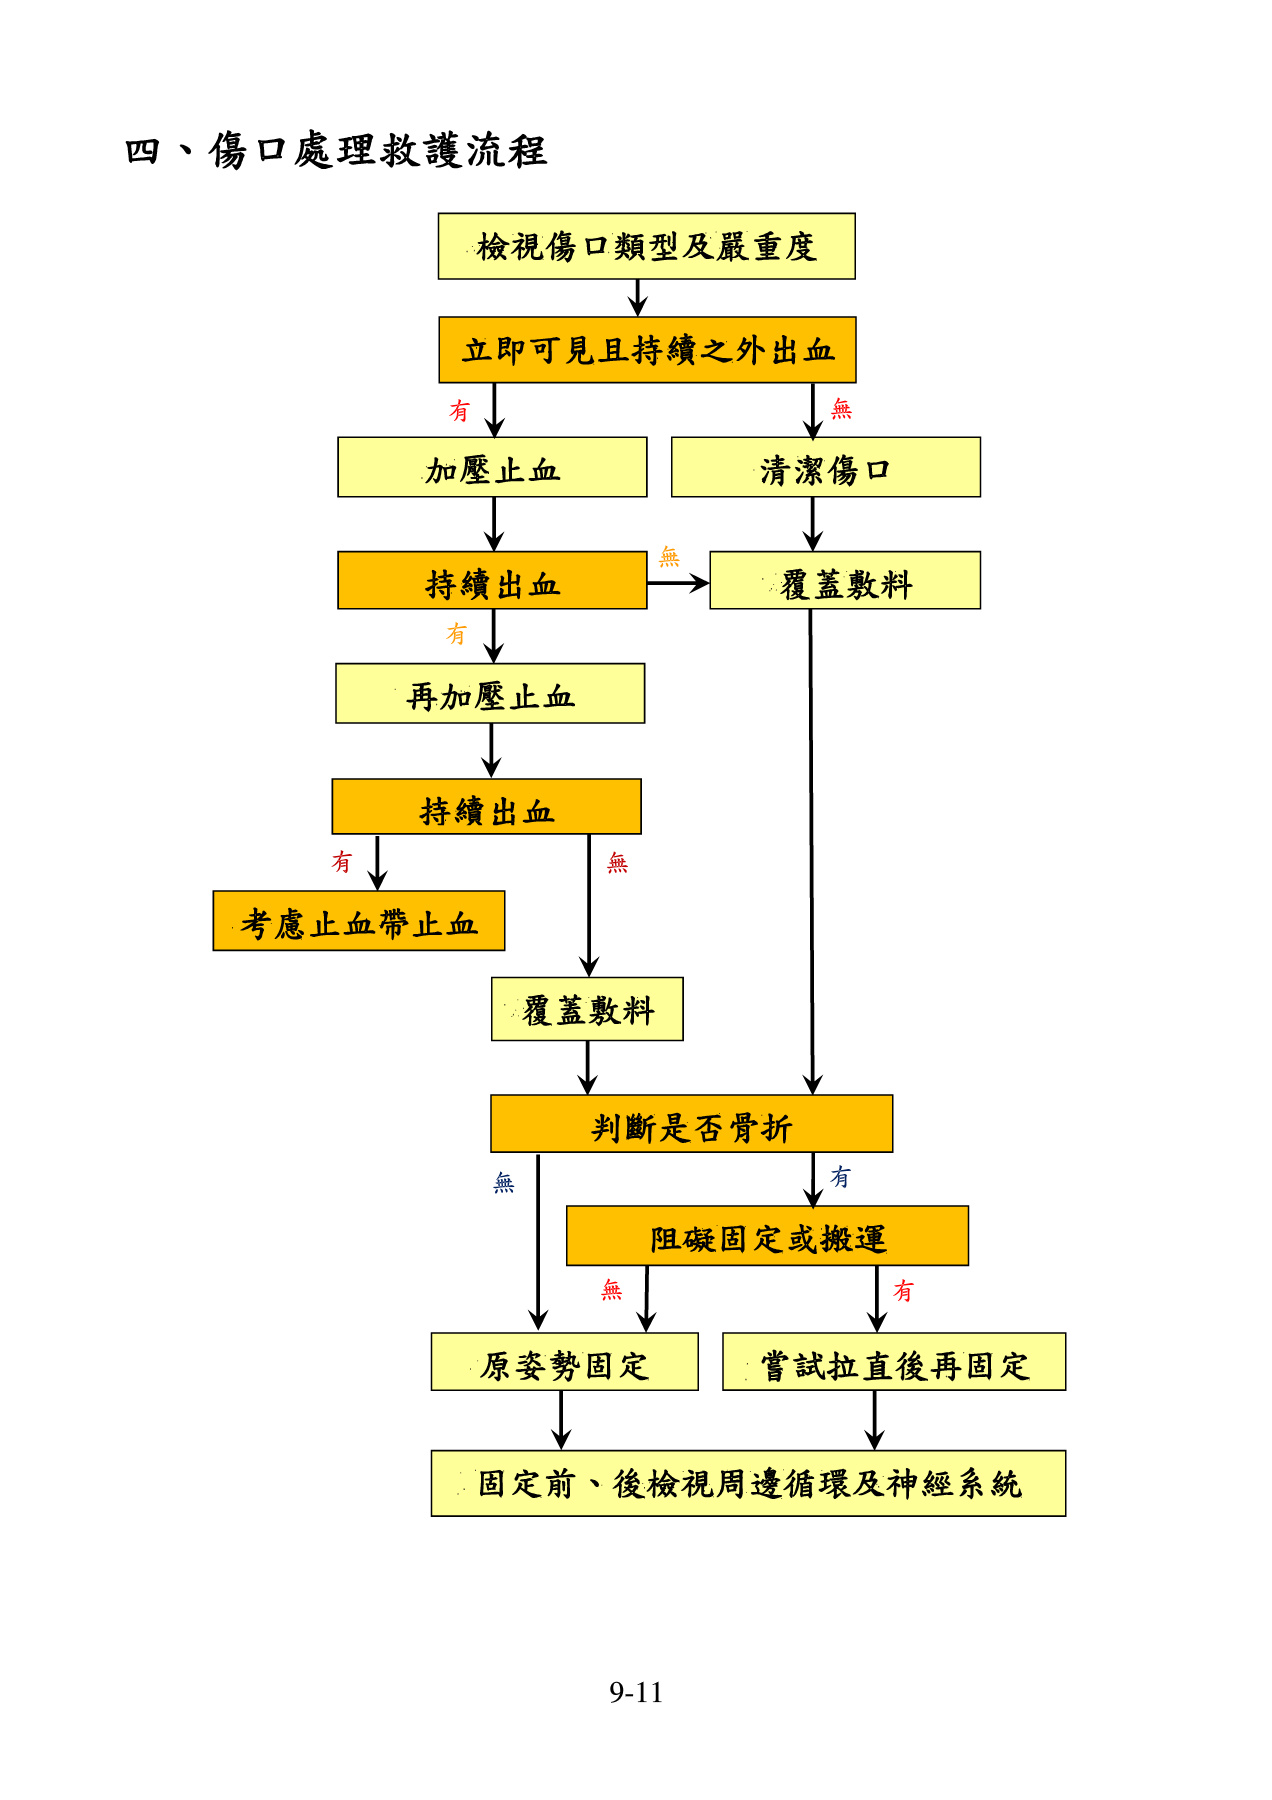 四、傷口處理救護流程
檢視傷口類型及嚴重度
立即可見且持續之外出血
有
無
加壓止血
清潔傷口
無
持續出血
覆蓋敷料
有
再加壓止血
持續出血
有
無
考慮止血帶止血
覆蓋敷料
判斷是否骨折
無
有
阻礙固定或搬運
無
有
原姿勢固定
嘗試拉直後再固定
固定前、後檢視周邊循環及神經系統
9-11